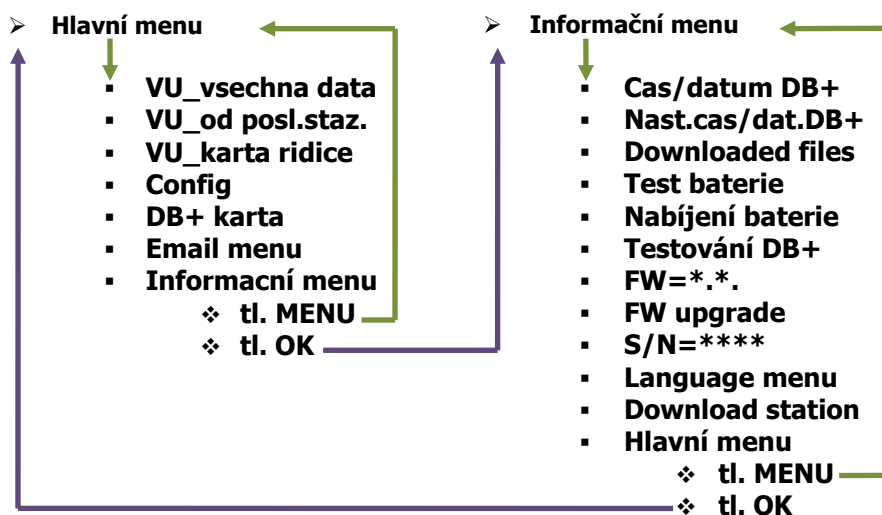 ➢ Hlavní menu
▪ VU_vsechna data
▪ VU_od posl.staz.
▪ VU_karta ridice
▪ Config
▪ DB+ karta
▪ Email menu
▪ Informacní menu
❖ tl. MENU
❖ tl. OK
➢ Informační menu
▪ Cas/datum DB+
▪ Nast.cas/dat.DB+
▪ Downloaded files
▪ Test baterie
▪ Nabíjení baterie
▪ Testování DB+
▪ FW=*.*.
▪ FW upgrade
▪ S/N=****
▪ Language menu
▪ Download station
▪ Hlavní menu
❖ tl. MENU
❖ tl. OK